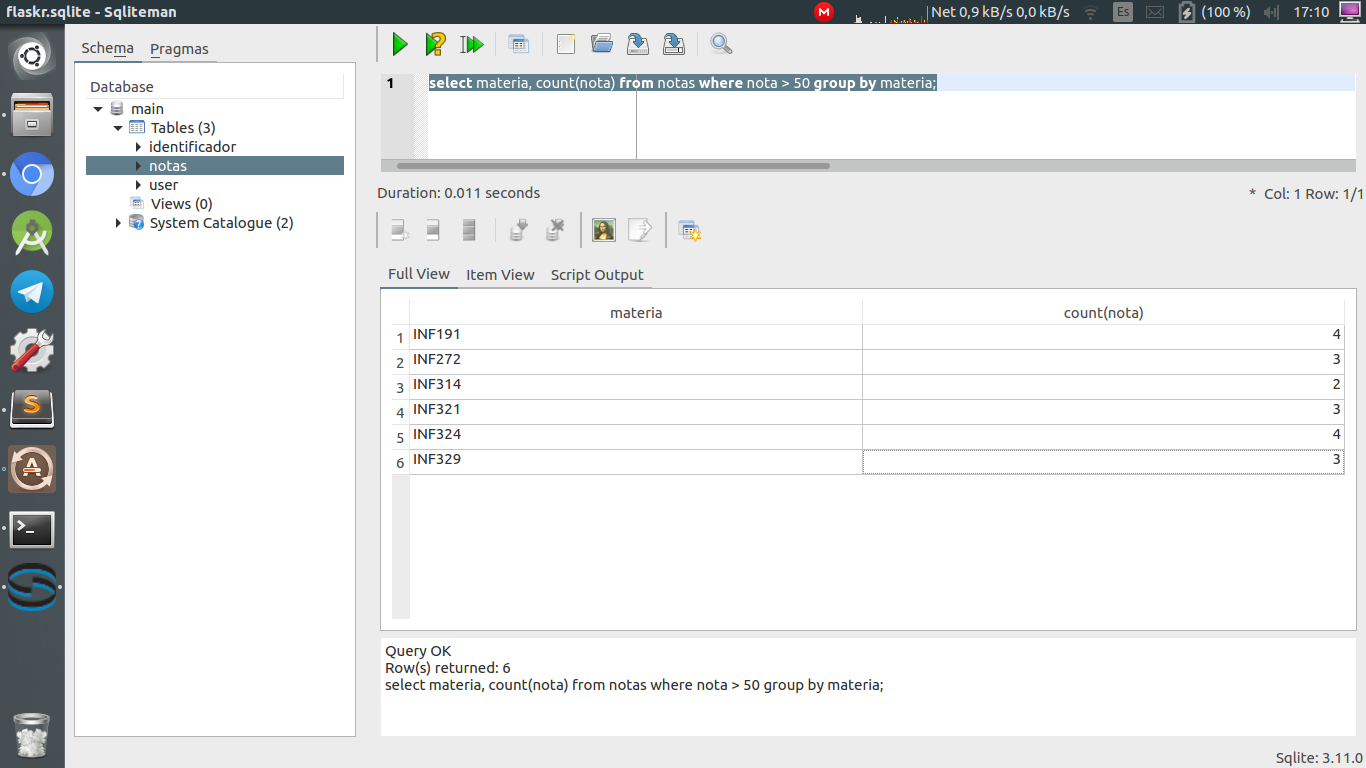 flaskr.sqlite - Sqliteman
M
Net 0,9 kB/s 0,0 kB/s
Es
(100 %)
17:10
Schema
Pragmas
Database
main
Tables (3)
identificador
notas
user
Views (0)
System Catalogue (2)
1 select materia, count(nota) from notas where nota > 50 group by materia;
Duration: 0.011 seconds
* Col: 1 Row: 1/1
Full View Item View Script Output
materia count(nota)
1 INF191 4
2 INF272 3
3 INF314 2
4 INF321 3
5 INF324 4
6 INF329 3
Query OK
Row(s) returned: 6
select materia, count(nota) from notas where nota > 50 group by materia;
Sqlite: 3.11.0